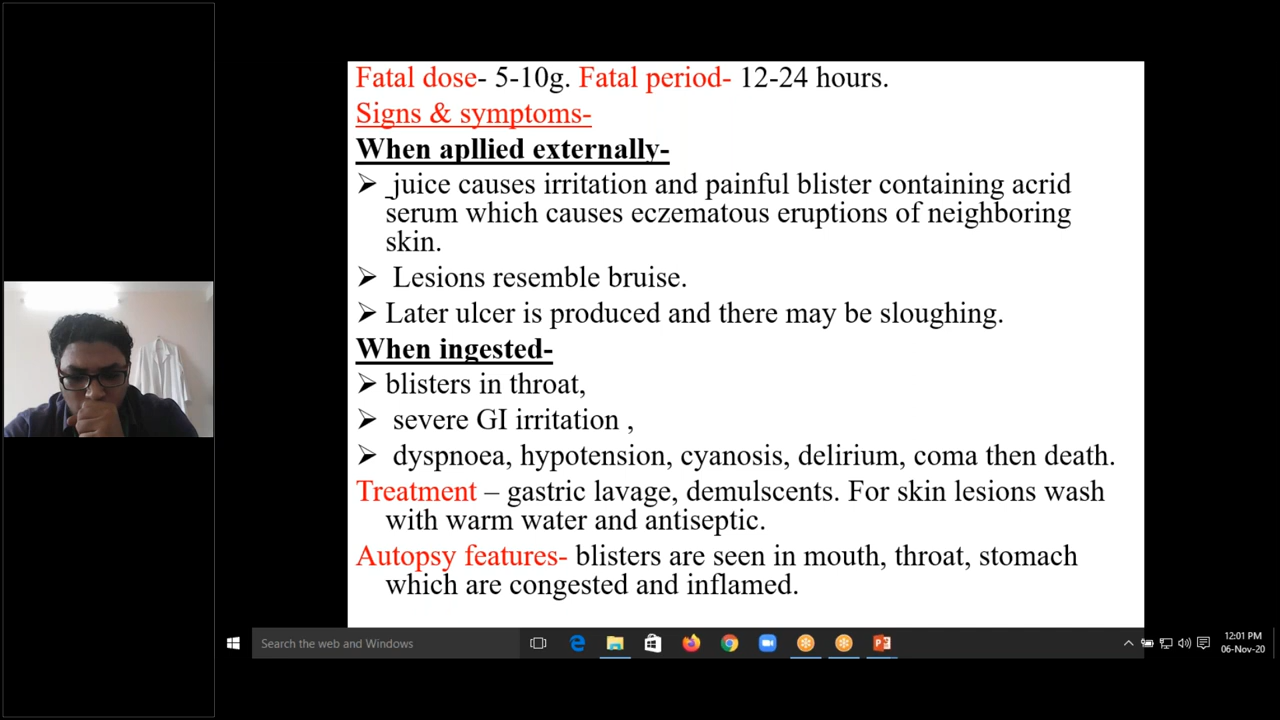 Fatal dose- 5-10g. Fatal period- 12-24 hours.
Signs & symptoms-
When apllied externally-
➢ juice causes irritation and painful blister containing acrid
serum which causes eczematous eruptions of neighboring
skin.
➢ Lesions resemble bruise.
➢ Later ulcer is produced and there may be sloughing.
When ingested-
➢ blisters in throat,
➢ severe GI irritation ,
➢ dyspnoea, hypotension, cyanosis, delirium, coma then death.
Treatment – gastric lavage, demulscents. For skin lesions wash
with warm water and antiseptic.
Autopsy features- blisters are seen in mouth, throat, stomach
which are congested and inflamed.
Search the web and Windows
12:01 PM
06-Nov-20